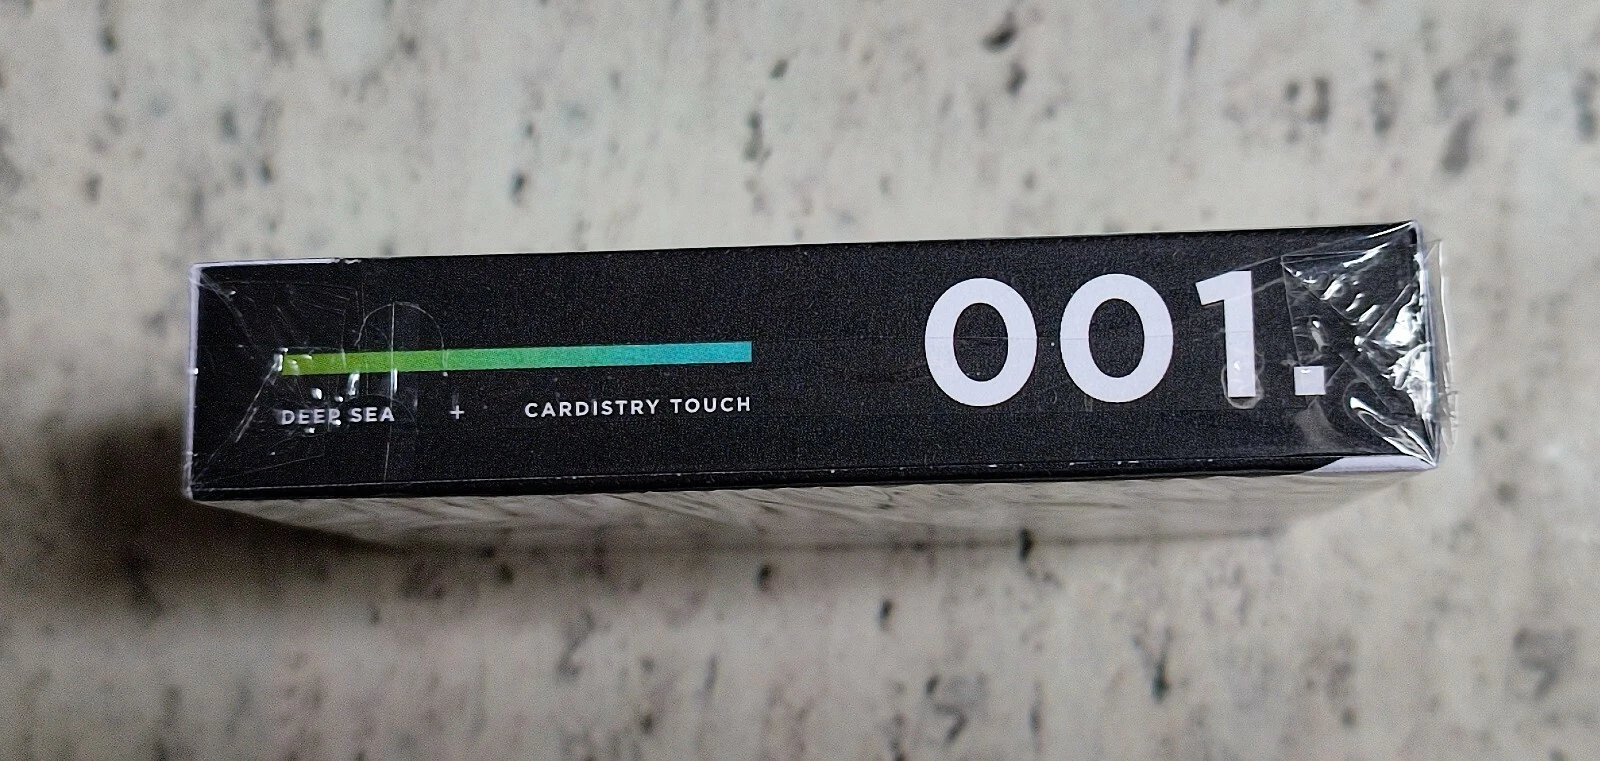 DEEP SEA + CARDISTRY TOUCH
001.